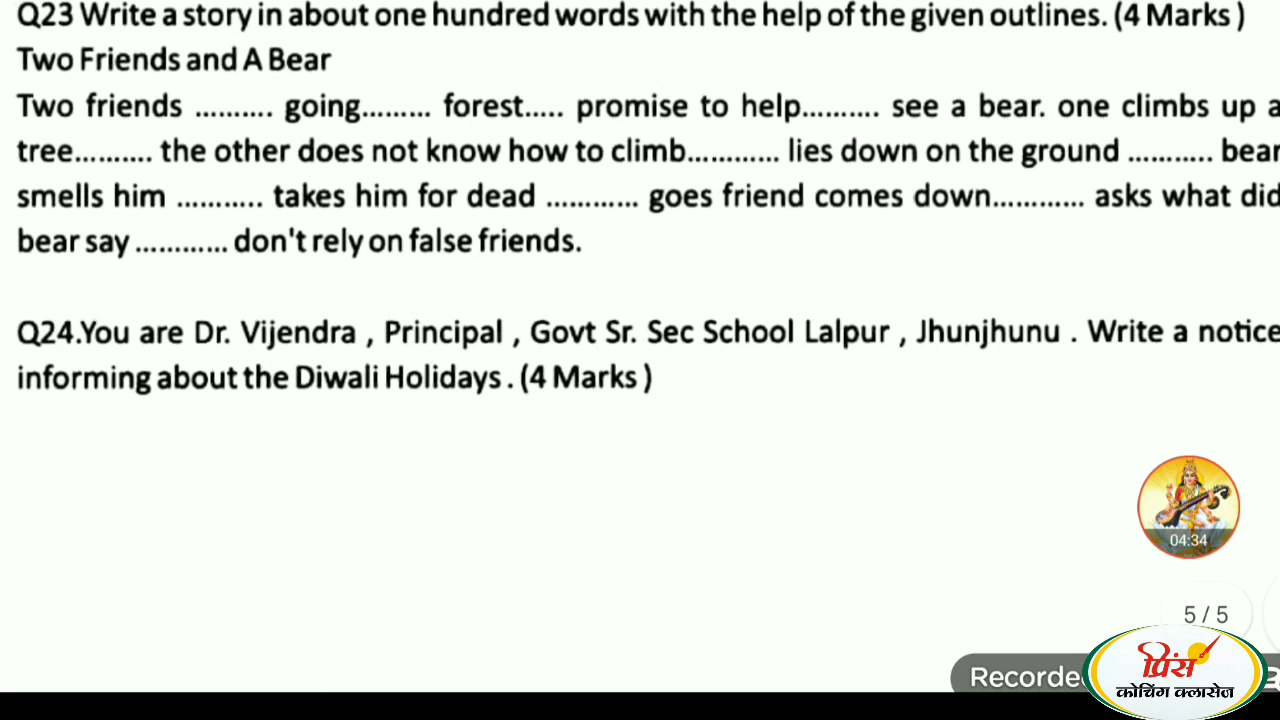 Q23 Write a story in about one hundred words with the help of the given outlines. (4 Marks )
Two Friends and A Bear
Two friends .......... going......... forest..... promise to help.......... see a bear. one climbs up a
tree.......... the other does not know how to climb............ lies down on the ground ........... bear
smells him ........... takes him for dead ............ goes friend comes down............ asks what did
bear say ............ don't rely on false friends.
Q24.You are Dr. Vijendra , Principal , Govt Sr. Sec School Lalpur , Jhunjhunu . Write a notice
informing about the Diwali Holidays . (4 Marks )
04:34
5 / 5
Recorde
प्रिंस
कोचिंग क्लासेज